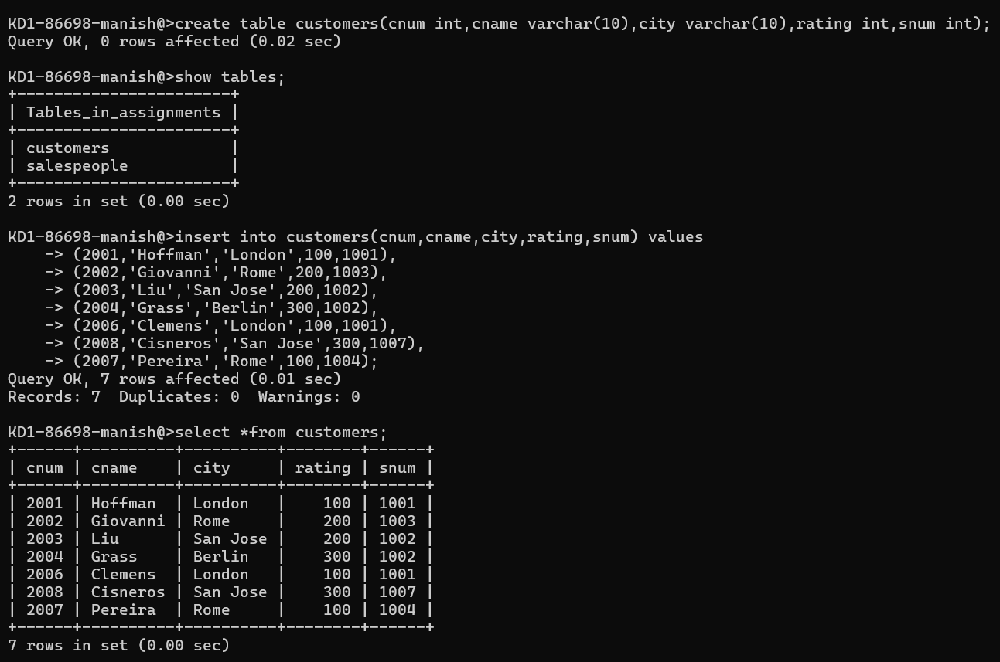 KD1-86698-manish@>create table customers(cnum int,cname varchar(10),city varchar(10),rating int,snum int);
Query OK, 0 rows affected (0.02 sec)

KD1-86698-manish@>show tables;
+-----------------------+
| Tables_in_assignments |
+-----------------------+
| customers             |
| salespeople           |
+-----------------------+
2 rows in set (0.00 sec)

KD1-86698-manish@>insert into customers(cnum,cname,city,rating,snum) values
    -> (2001,'Hoffman','London',100,1001),
    -> (2002,'Giovanni','Rome',200,1003),
    -> (2003,'Liu','San Jose',200,1002),
    -> (2004,'Grass','Berlin',300,1002),
    -> (2006,'Clemens','London',100,1001),
    -> (2008,'Cisneros','San Jose',300,1007),
    -> (2007,'Pereira','Rome',100,1004);
Query OK, 7 rows affected (0.01 sec)
Records: 7  Duplicates: 0  Warnings: 0

KD1-86698-manish@>select *from customers;
+------+----------+----------+--------+------+
| cnum | cname    | city     | rating | snum |
+------+----------+----------+--------+------+
| 2001 | Hoffman  | London   |    100 | 1001 |
| 2002 | Giovanni | Rome     |    200 | 1003 |
| 2003 | Liu      | San Jose |    200 | 1002 |
| 2004 | Grass    | Berlin   |    300 | 1002 |
| 2006 | Clemens  | London   |    100 | 1001 |
| 2008 | Cisneros | San Jose |    300 | 1007 |
| 2007 | Pereira  | Rome     |    100 | 1004 |
+------+----------+----------+--------+------+
7 rows in set (0.00 sec)